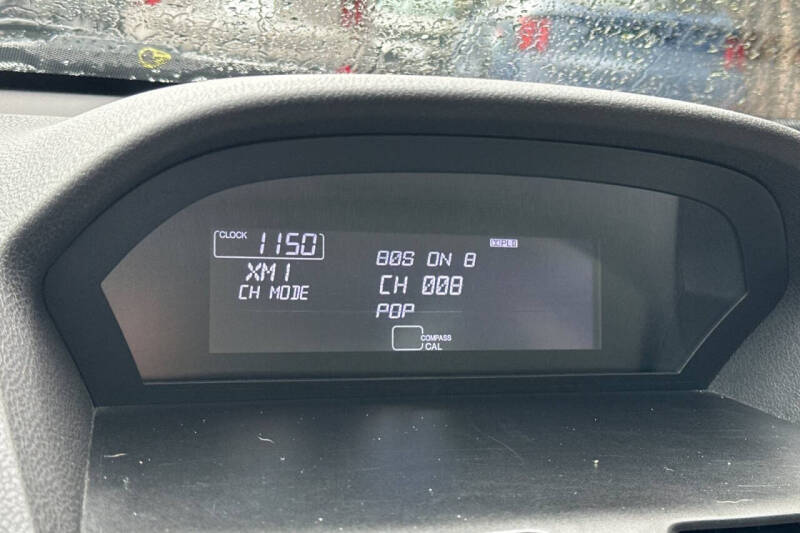 CLOCK 1150
XM1
CH MODE
80S ON 8
CH 008
POP
COMPASS
CAL